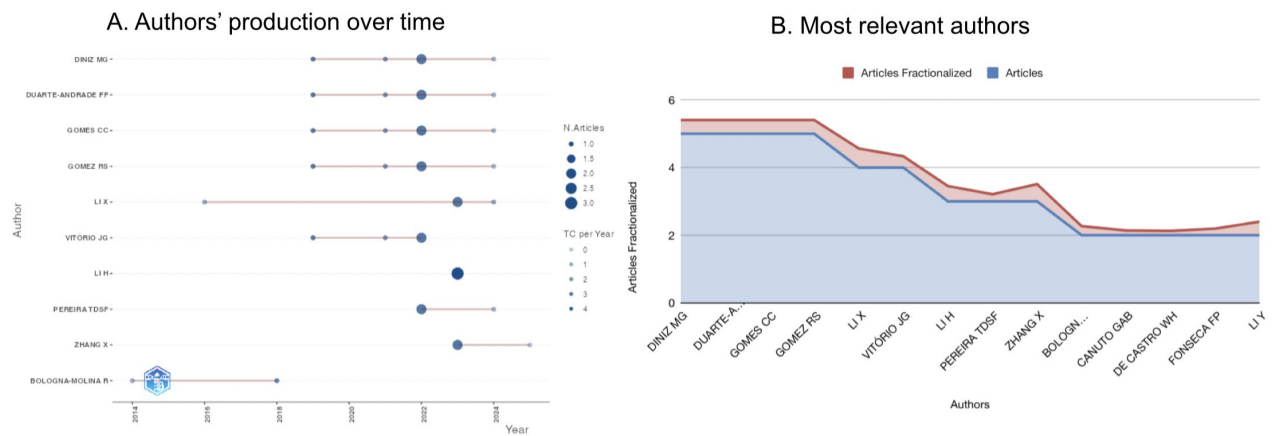 A. Authors’ production over time
DINIZ MG
DUARTE-ANDRADE FF
GOMES CC
GOMEZ RS
LI X
VITORIO JG
LI H
PEREIRA TDSF
ZHANG X
BOLOGNA-MOLINA R
Author
2014
2016
2018
2020
2022
2024
Year
N.Articles
1.0
1.5
2.0
2.5
3.0
TC per Year
0
1
2
3
4
B. Most relevant authors
Articles Fractionalized
Articles
6
4
2
0
Articles Fractionalized
DINIZ MG
DUARTE-A…
GOMES CC
GOMEZ RS
LI X
VITÓRIO JG
LI H
PEREIRA TDSF
ZHANG X
BOLOGN…
CANUTO GAB
DE CASTRO WH
FONSECA FP
LI Y
Authors